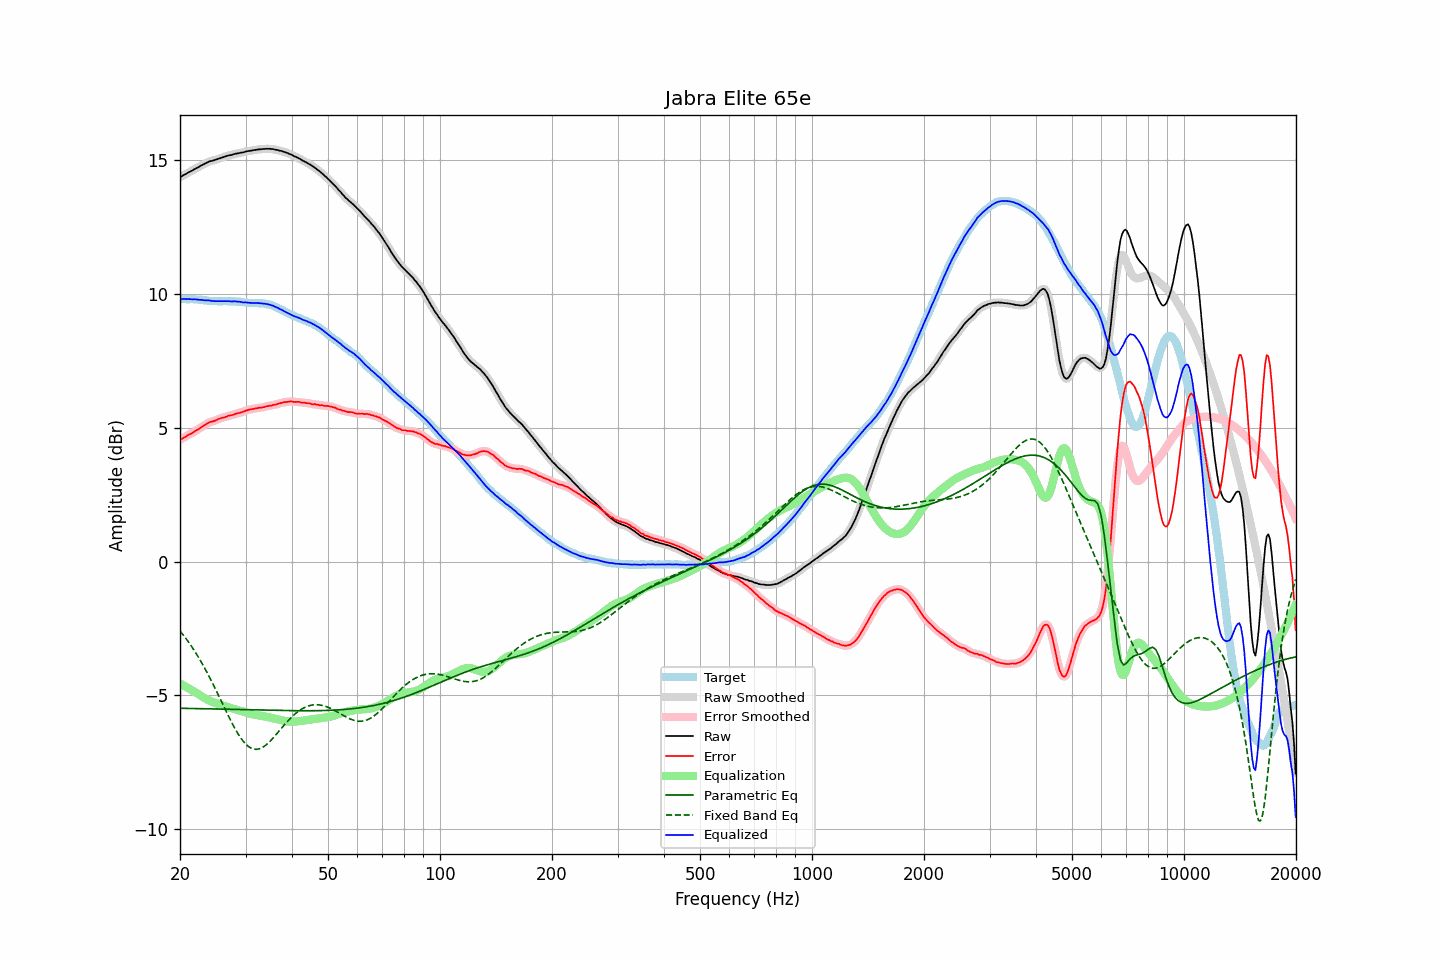 Jabra Elite 65e
Amplitude (dBr)
15
10
5
0
−5
−10
Target
Raw Smoothed
Error Smoothed
Raw
Error
Equalization
Parametric Eq
Fixed Band Eq
Equalized
20
50
100
200
500
1000
2000
5000
10000
20000
Frequency (Hz)